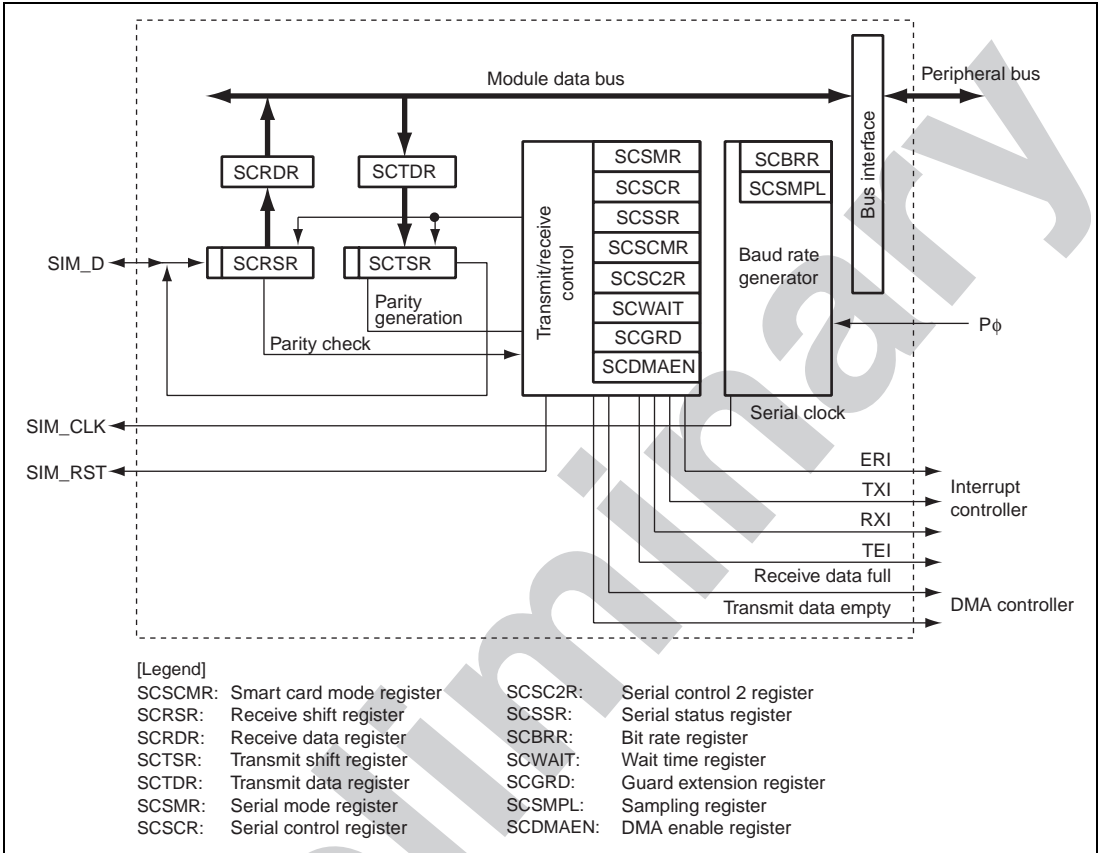 Module data bus
Peripheral bus
Bus interface
SCRDR
SCTDR
SCSMR
SCSCR
SCSSR
SCSCMR
SCSC2R
SCWAIT
SCGRD
SCDMAEN
SCBRR
SCSMPL
Transmit/receive
control
Baud rate
generator
SIM_D
SCRSR
SCTSR
Parity
generation
Parity check
Pϕ
Serial clock
SIM_CLK
SIM_RST
ERI
TXI
RXI
TEI
Interrupt
controller
Receive data full
Transmit data empty
DMA controller
[Legend]
SCSCMR: Smart card mode register
SCRSR: Receive shift register
SCRDR: Receive data register
SCTSR: Transmit shift register
SCTDR: Transmit data register
SCSMR: Serial mode register
SCSCR: Serial control register
SCSC2R: Serial control 2 register
SCSSR: Serial status register
SCBRR: Bit rate register
SCWAIT: Wait time register
SCGRD: Guard extension register
SCSMPL: Sampling register
SCDMAEN: DMA enable register
eliminary